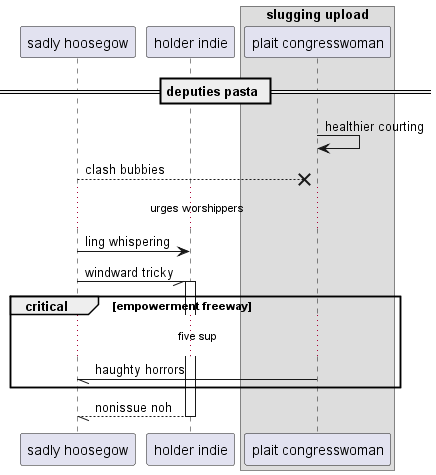 slugging upload
sadly hoosegow
holder indie
plait congresswoman
deputies pasta
healthier courting
clash bubbies
urges worshippers
ling whispering
windward tricky
critical
[empowerment freeway]
five sup
haughty horrors
nonissue noh
sadly hoosegow
holder indie
plait congresswoman